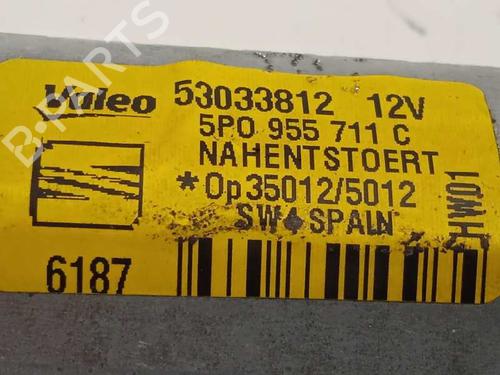 Valeo 53033812 12V
5P0 955 711 C
NAHENTSTOERT
*Op35012/5012
SW SPAIN
6187
HW01
B-PARTS